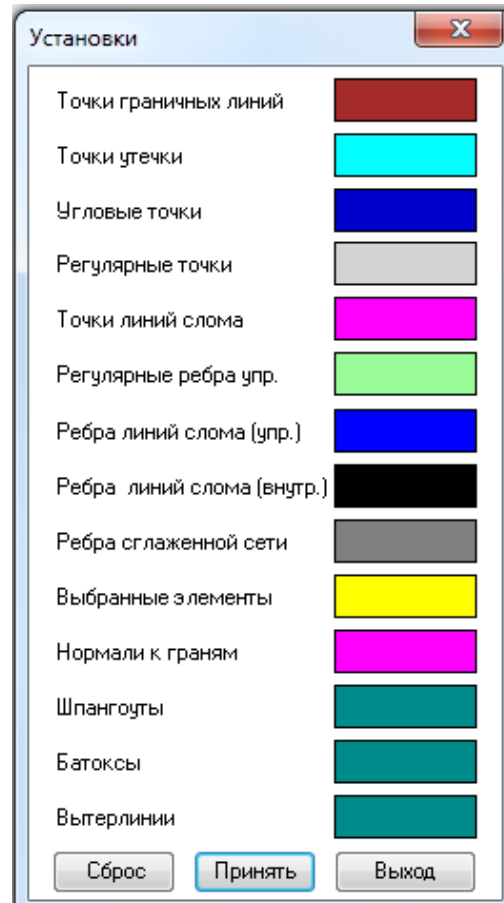 Установки
Точки граничных линий
Точки утечки
Угловые точки
Регулярные точки
Точки линий слома
Регулярные ребра упр.
Ребра линий слома (упр.)
Ребра линий слома (внутр.)
Ребра сглаженной сети
Выбранные элементы
Нормали к граням
Шпангоуты
Батоксы
Вытерлинии
Сброс Принять Выход